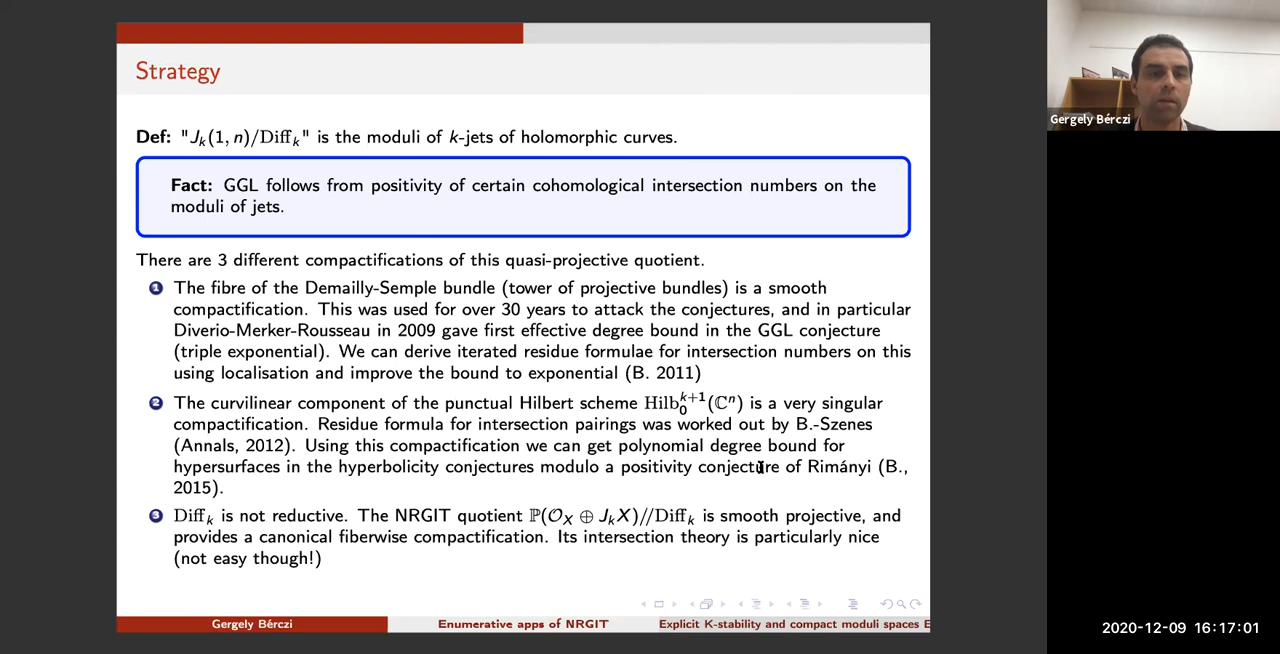 Strategy
Def: "Jₖ(1, n)/Diffₖ" is the moduli of k-jets of holomorphic curves.
Fact: GGL follows from positivity of certain cohomological intersection numbers on the
moduli of jets.
There are 3 different compactifications of this quasi-projective quotient.
1 The fibre of the Demailly-Semple bundle (tower of projective bundles) is a smooth
compactification. This was used for over 30 years to attack the conjectures, and in particular
Diverio-Merker-Rousseau in 2009 gave first effective degree bound in the GGL conjecture
(triple exponential). We can derive iterated residue formulae for intersection numbers on this
using localisation and improve the bound to exponential (B. 2011)
2 The curvilinear component of the punctual Hilbert scheme Hilb₀ᵏ⁺¹(ℂⁿ) is a very singular
compactification. Residue formula for intersection pairings was worked out by B.-Szenes
(Annals, 2012). Using this compactification we can get polynomial degree bound for
hypersurfaces in the hyperbolicity conjectures modulo a positivity conjecture of Rimányi (B.,
2015).
3 Diffₖ is not reductive. The NRGIT quotient ℙ(𝒪_X ⊕ JₖX)//Diffₖ is smooth projective, and
provides a canonical fiberwise compactification. Its intersection theory is particularly nice
(not easy though!)
Gergely Bérczi
Enumerative apps of NRGIT
Explicit K-stability and compact moduli spaces E
Gergely Bérczi
2020-12-09 16:17:01